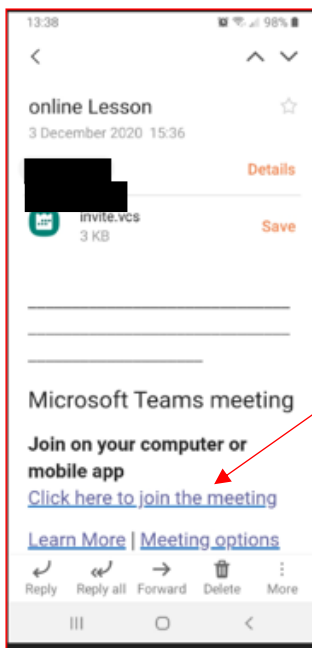 13:38 98%
online Lesson
3 December 2020 15:36
Details
invite.vcs
3 KB
Save
Microsoft Teams meeting
Join on your computer or
mobile app
Click here to join the meeting
Learn More | Meeting options
Reply Reply all Forward Delete More